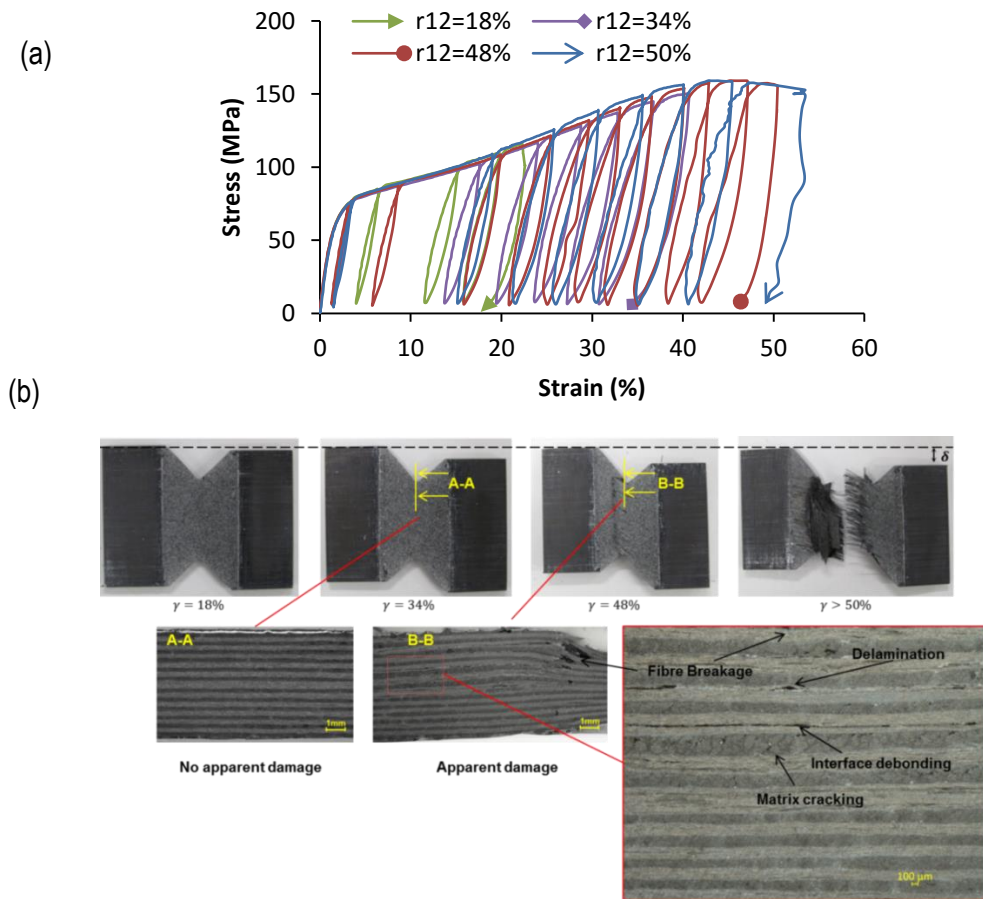 (a)
r12=18%
r12=34%
r12=48%
r12=50%
Stress (MPa)
200
150
100
50
0
0 10 20 30 40 50 60
Strain (%)
(b)
A-A
B-B
δ
γ = 18%
γ = 34%
γ = 48%
γ > 50%
A-A
1mm
B-B
1mm
Fibre Breakage
Delamination
Interface debonding
Matrix cracking
100 μm
No apparent damage
Apparent damage